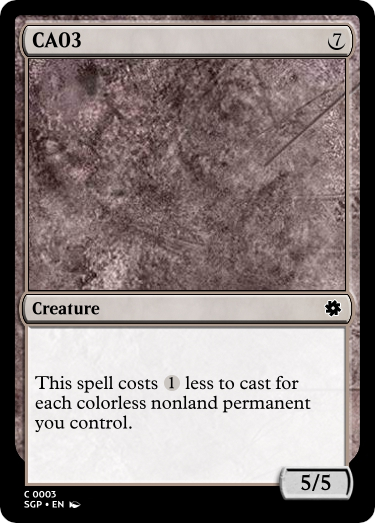 CA03 7
Creature
This spell costs 1 less to cast for
each colorless nonland permanent
you control.
5/5
C 0003
SGP • EN